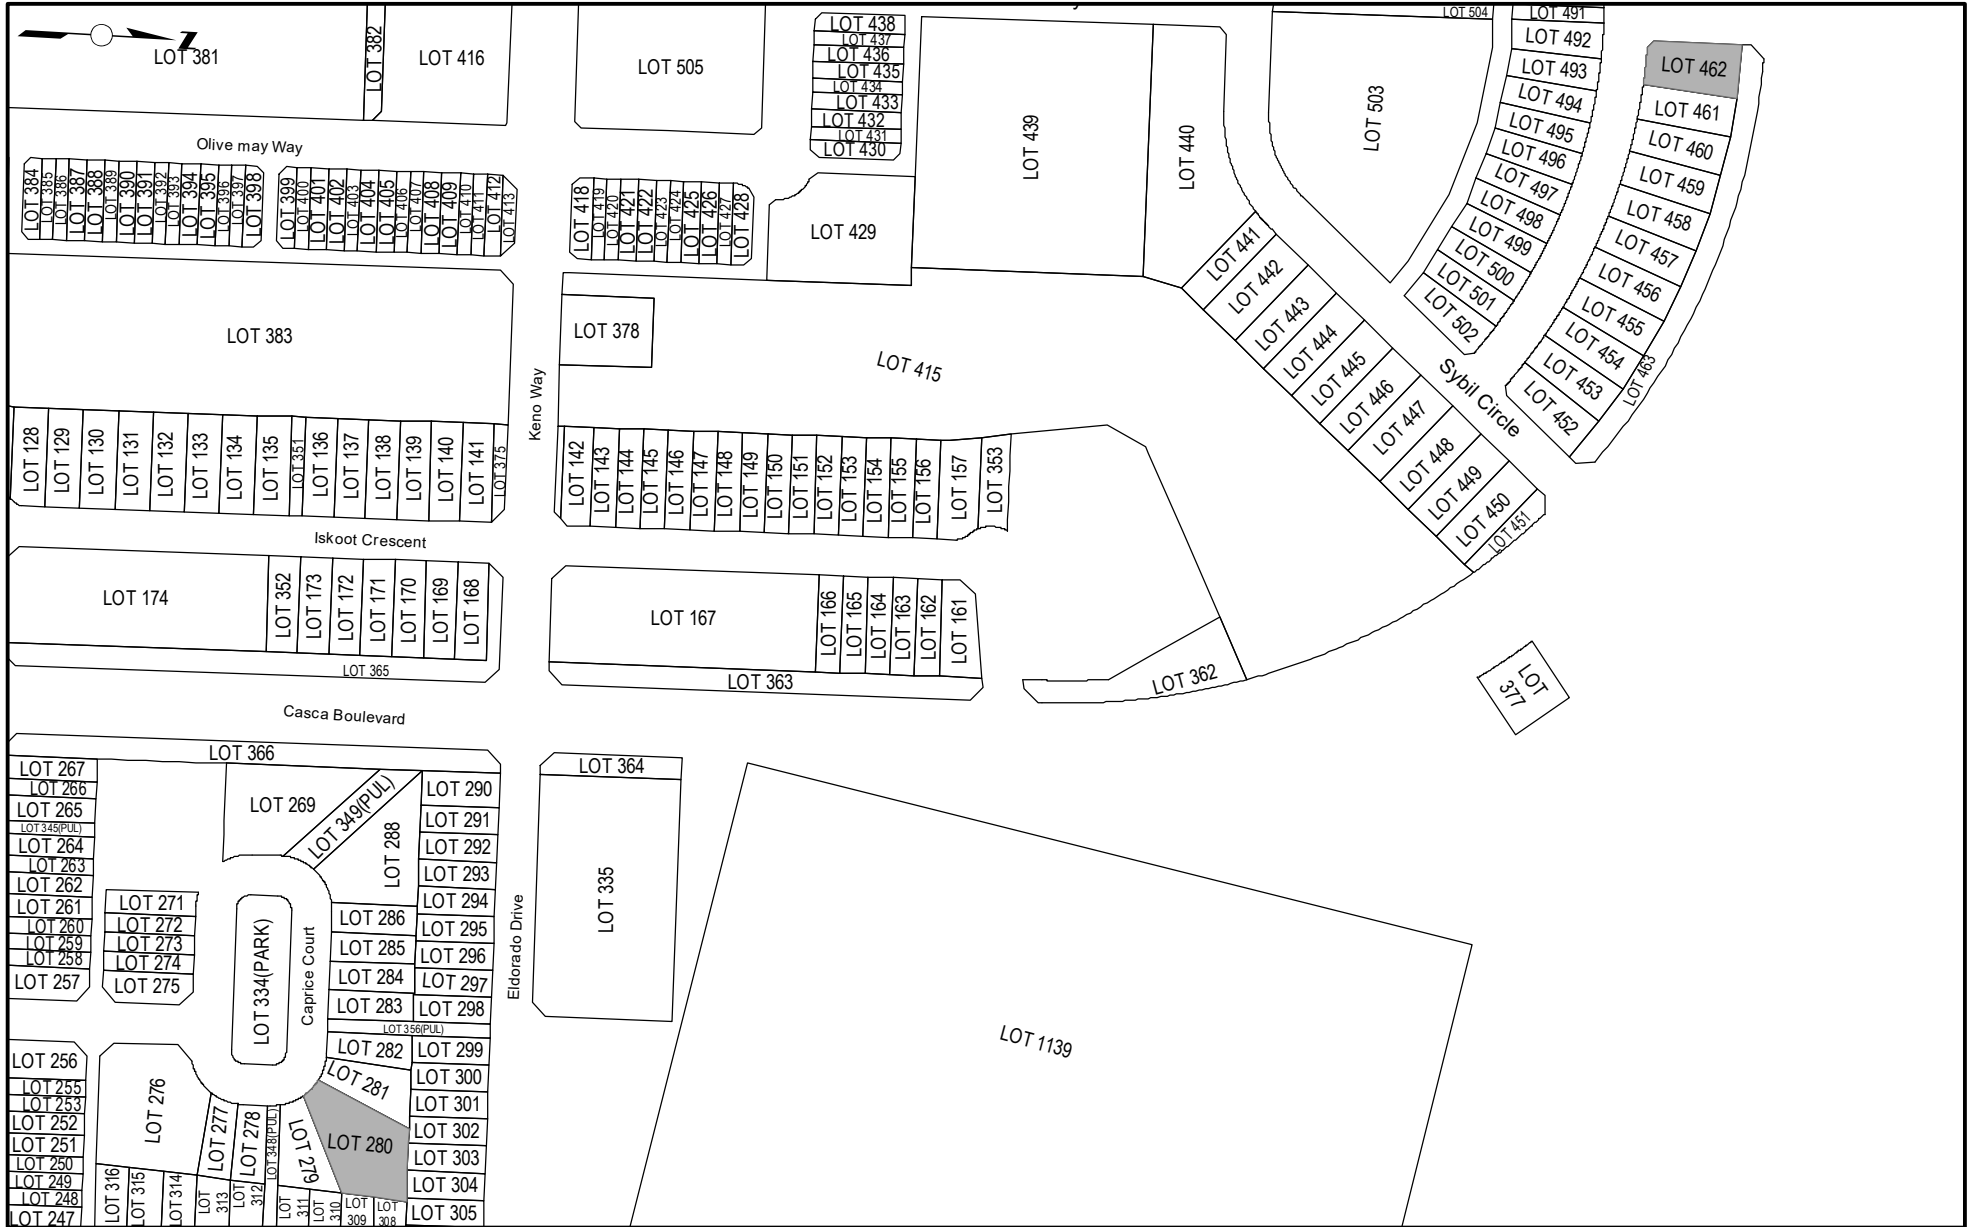 LOT 381
LOT 382
LOT 416
LOT 505
LOT 438
LOT 437
LOT 436
LOT 435
LOT 434
LOT 433
LOT 432
LOT 431
LOT 430
LOT 439
LOT 440
LOT 503
LOT 504
LOT 491
LOT 492
LOT 493
LOT 494
LOT 495
LOT 496
LOT 497
LOT 498
LOT 499
LOT 500
LOT 501
LOT 502
LOT 462
LOT 461
LOT 460
LOT 459
LOT 458
LOT 457
LOT 456
LOT 455
LOT 454
LOT 453
LOT 452
LOT 463
Z
Olive may Way
LOT 384
LOT 385
LOT 386
LOT 387
LOT 388
LOT 389
LOT 390
LOT 391
LOT 392
LOT 393
LOT 394
LOT 395
LOT 396
LOT 397
LOT 398
LOT 399
LOT 400
LOT 401
LOT 402
LOT 403
LOT 404
LOT 405
LOT 406
LOT 407
LOT 408
LOT 409
LOT 410
LOT 411
LOT 412
LOT 413
LOT 418
LOT 419
LOT 420
LOT 421
LOT 422
LOT 423
LOT 424
LOT 425
LOT 426
LOT 427
LOT 428
LOT 429
LOT 441
LOT 442
LOT 443
LOT 444
LOT 445
LOT 446
LOT 447
LOT 448
LOT 449
LOT 450
LOT 451
Sybil Circle
LOT 383
LOT 378
LOT 415
Keno Way
LOT 128
LOT 129
LOT 130
LOT 131
LOT 132
LOT 133
LOT 134
LOT 135
LOT 351
LOT 136
LOT 137
LOT 138
LOT 139
LOT 140
LOT 141
LOT 375
LOT 142
LOT 143
LOT 144
LOT 145
LOT 146
LOT 147
LOT 148
LOT 149
LOT 150
LOT 151
LOT 152
LOT 153
LOT 154
LOT 155
LOT 156
LOT 157
LOT 353
Iskoot Crescent
LOT 174
LOT 352
LOT 173
LOT 172
LOT 171
LOT 170
LOT 169
LOT 168
LOT 365
LOT 167
LOT 166
LOT 165
LOT 164
LOT 163
LOT 162
LOT 161
LOT 363
LOT 362
LOT
377
Casca Boulevard
LOT 366
LOT 364
LOT 267
LOT 266
LOT 265
LOT 345(PUL)
LOT 264
LOT 263
LOT 262
LOT 261
LOT 260
LOT 259
LOT 258
LOT 257
LOT 269
LOT 349(PUL)
LOT 288
LOT 290
LOT 291
LOT 292
LOT 293
LOT 294
LOT 295
LOT 296
LOT 297
LOT 298
LOT 271
LOT 272
LOT 273
LOT 274
LOT 275
LOT 334(PARK)
Caprice Court
LOT 286
LOT 285
LOT 284
LOT 283
LOT 356(PUL)
Eldorado Drive
LOT 335
LOT 1139
LOT 256
LOT 255
LOT 253
LOT 252
LOT 251
LOT 250
LOT 249
LOT 248
LOT 247
LOT 276
LOT 277
LOT 278
LOT 348(PUL)
LOT 279
LOT 280
LOT 281
LOT 282
LOT 299
LOT 300
LOT 301
LOT 302
LOT 303
LOT 304
LOT 305
LOT 316
LOT 315
LOT 314
LOT
313
LOT
312
LOT
311
LOT
310
LOT
309
LOT
308